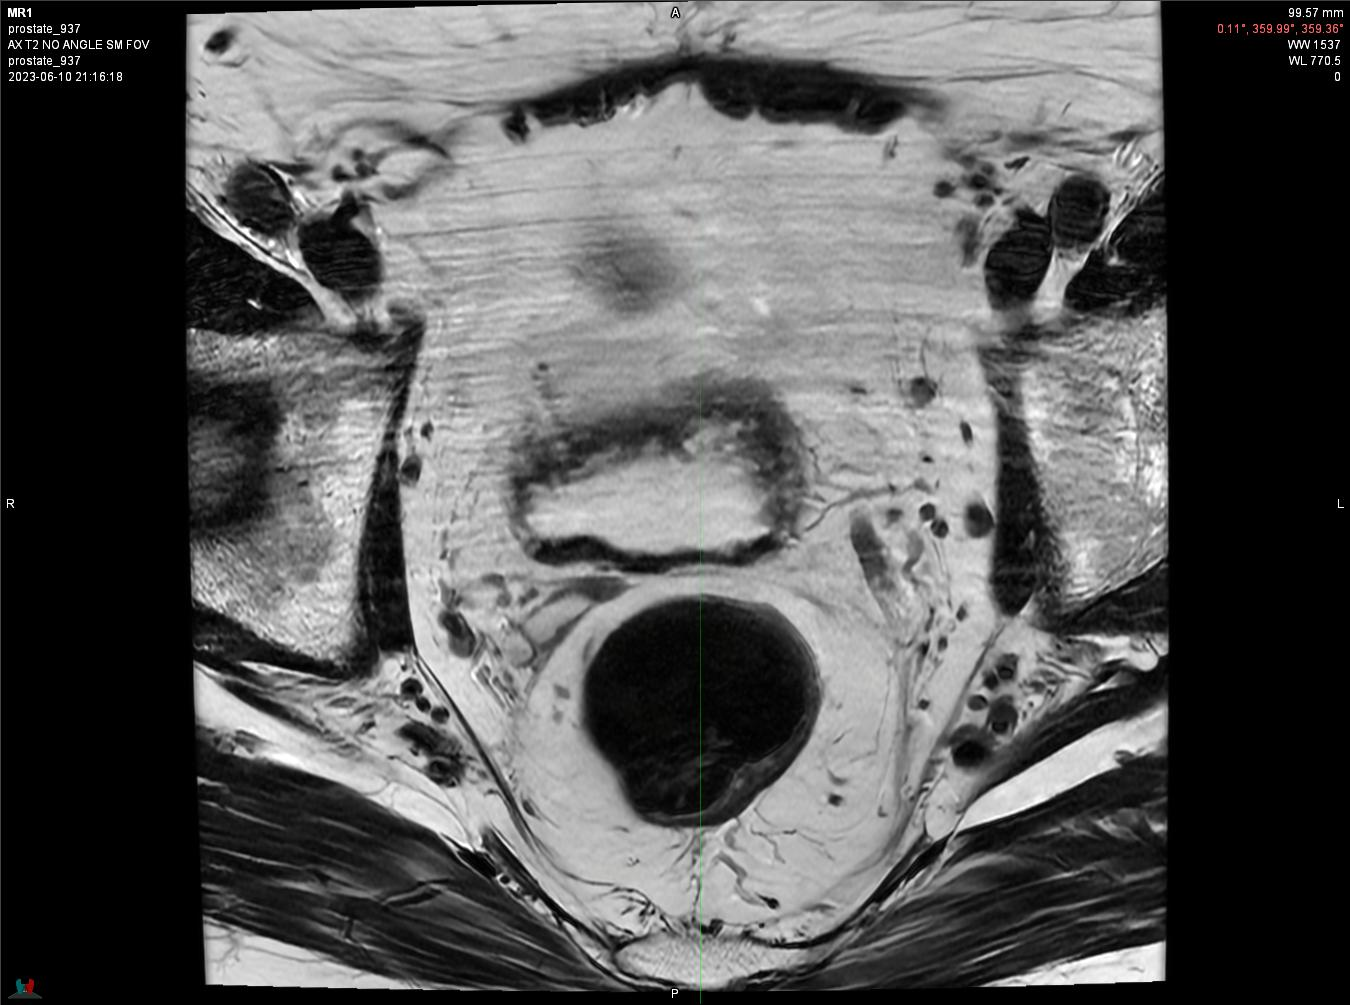 MR1
prostate_937
AX T2 NO ANGLE SM FOV
prostate_937
2023-06-10 21:16:18
A
99.57 mm
0.11°, 359.99°, 359.36°
WW 1537
WL 770.5
0
R
L
P